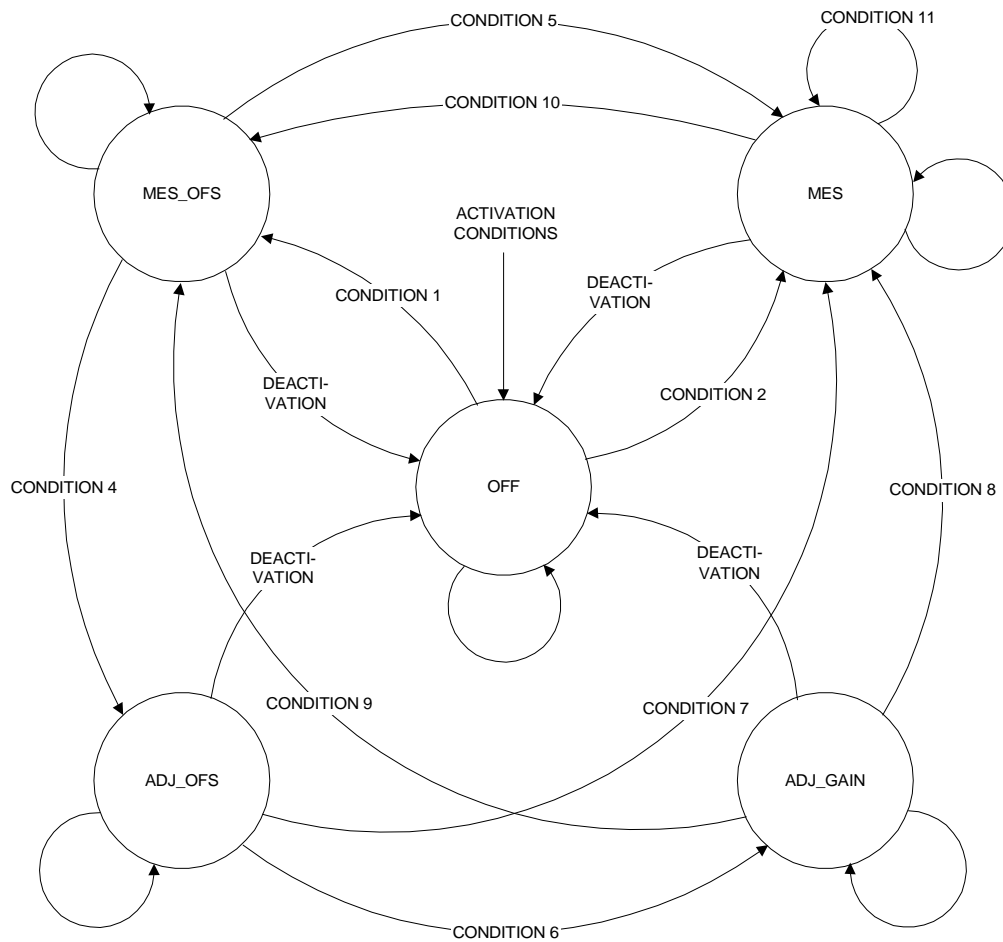 CONDITION 11
CONDITION 5
CONDITION 10
MES_OFS
MES
ACTIVATION
CONDITIONS
CONDITION 1
DEACTI-
VATION
DEACTI-
VATION
CONDITION 2
CONDITION 4
OFF
CONDITION 8
DEACTI-
VATION
DEACTI-
VATION
CONDITION 9
CONDITION 7
ADJ_OFS
ADJ_GAIN
CONDITION 6